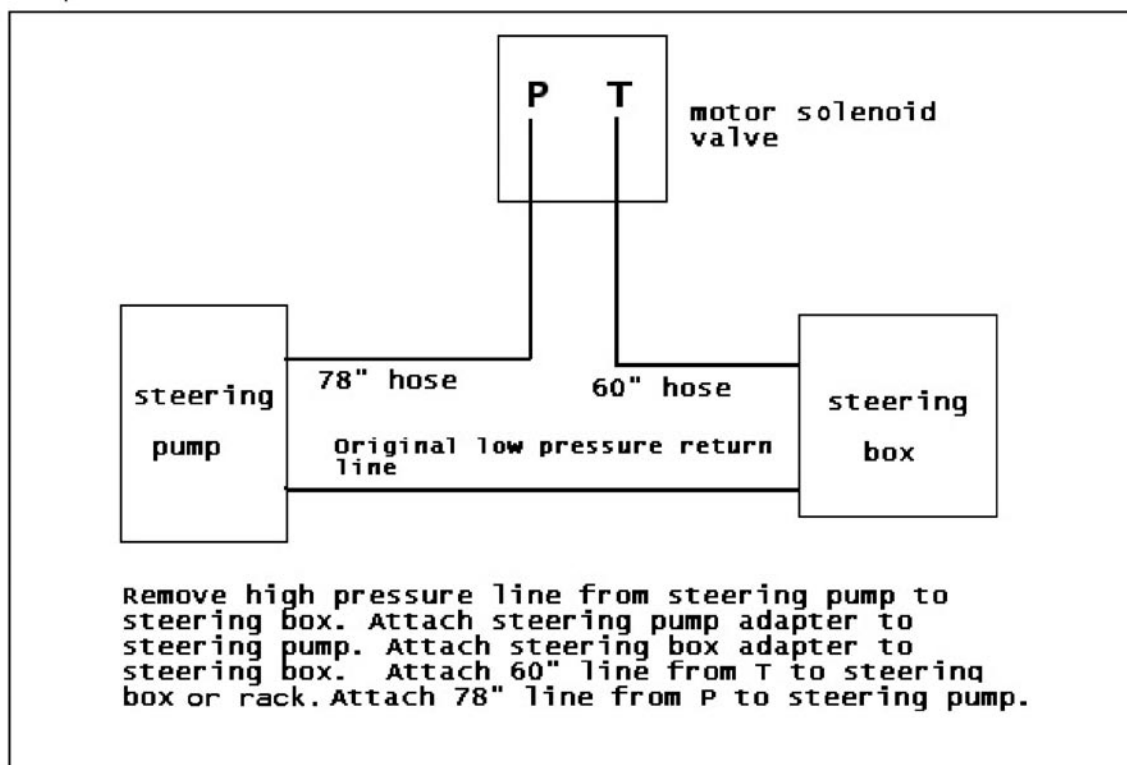 P T
motor solenoid
valve
78" hose
60" hose
steering
pump
Original low pressure return
line
steering
box
Remove high pressure line from steering pump to
steering box. Attach steering pump adapter to
steering pump. Attach steering box adapter to
steering box. Attach 60" line from T to steering
box or rack. Attach 78" line from P to steering pump.